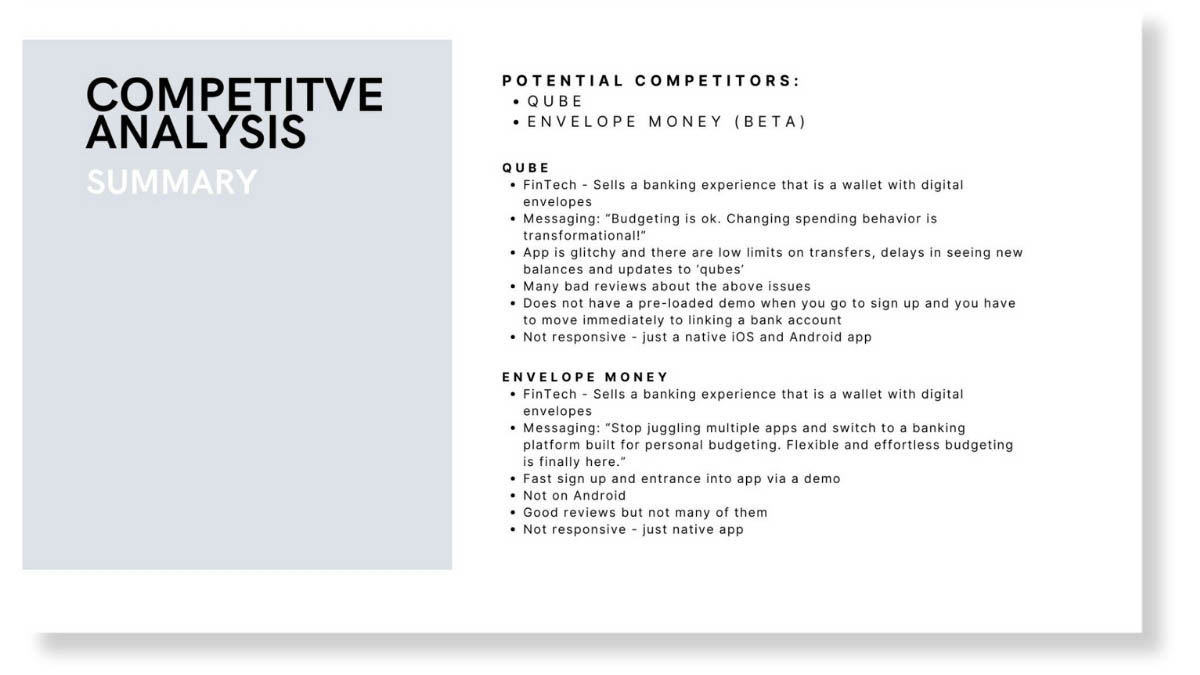 COMPETITVE
ANALYSIS
SUMMARY
POTENTIAL COMPETITORS:
• QUBE
• ENVELOPE MONEY (BETA)
QUBE
• FinTech - Sells a banking experience that is a wallet with digital
envelopes
• Messaging: “Budgeting is ok. Changing spending behavior is
transformational!”
• App is glitchy and there are low limits on transfers, delays in seeing new
balances and updates to ‘qubes’
• Many bad reviews about the above issues
• Does not have a pre-loaded demo when you go to sign up and you have
to move immediately to linking a bank account
• Not responsive - just a native iOS and Android app
ENVELOPE MONEY
• FinTech - Sells a banking experience that is a wallet with digital
envelopes
• Messaging: “Stop juggling multiple apps and switch to a banking
platform built for personal budgeting. Flexible and effortless budgeting
is finally here.”
• Fast sign up and entrance into app via a demo
• Not on Android
• Good reviews but not many of them
• Not responsive - just native app